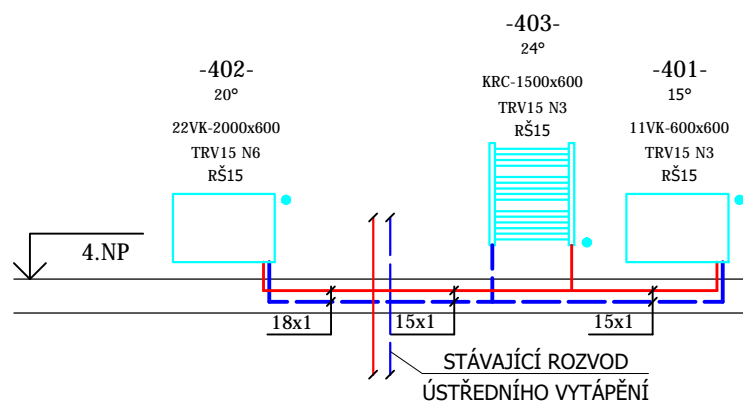 -402-
20°
22VK-2000x600
TRV15 N6
RŠ15
-403-
24°
KRC-1500x600
TRV15 N3
RŠ15
-401-
15°
11VK-600x600
TRV15 N3
RŠ15
4.NP
18x1
15x1
15x1
STÁVAJÍCÍ ROZVOD
ÚSTŘEDNÍHO VYTÁPĚNÍ